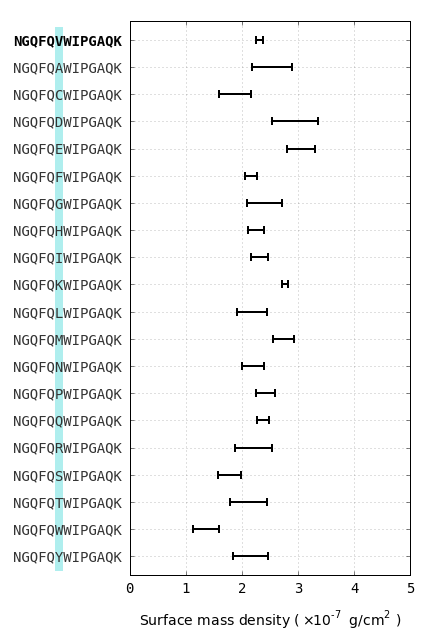 NGQFQVWIPGAQK
NGQFQAWIPGAQK
NGQFQCWIPGAQK
NGQFQDWIPGAQK
NGQFQEWIPGAQK
NGQFQFWIPGAQK
NGQFQGWIPGAQK
NGQFQHWIPGAQK
NGQFQIWIPGAQK
NGQFQKWIPGAQK
NGQFQLWIPGAQK
NGQFQMWIPGAQK
NGQFQNWIPGAQK
NGQFQPWIPGAQK
NGQFQQWIPGAQK
NGQFQRWIPGAQK
NGQFQSWIPGAQK
NGQFQTWIPGAQK
NGQFQWWIPGAQK
NGQFQYWIPGAQK
0 1 2 3 4 5
Surface mass density ( ×10⁻⁷ g/cm² )